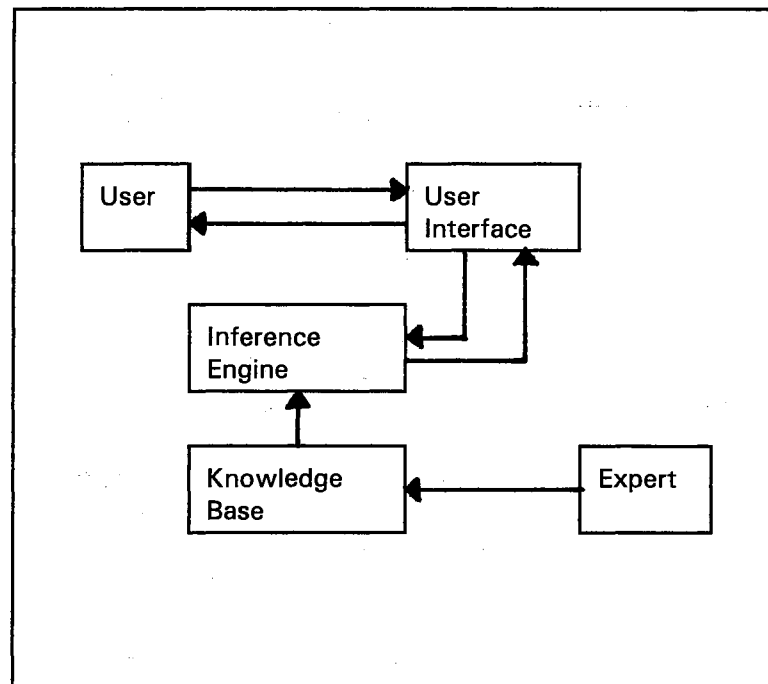 User
User
Interface
Inference
Engine
Knowledge
Base
Expert